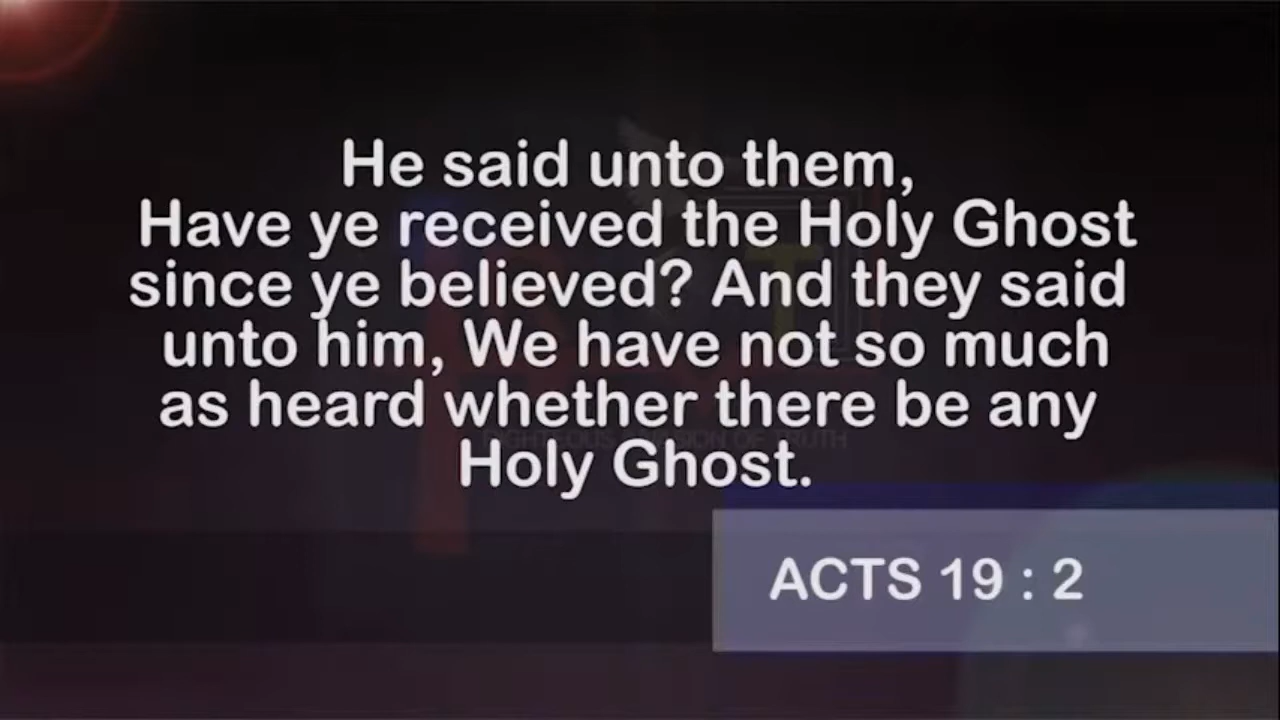 He said unto them,
Have ye received the Holy Ghost
since ye believed? And they said
unto him, We have not so much
as heard whether there be any
Holy Ghost.
ACTS 19 : 2